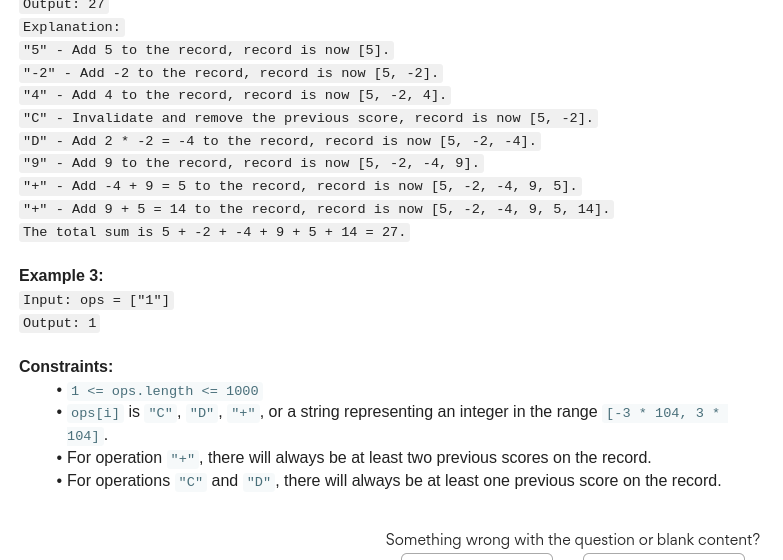 Output: 27
Explanation:
"5" - Add 5 to the record, record is now [5].
"-2" - Add -2 to the record, record is now [5, -2].
"4" - Add 4 to the record, record is now [5, -2, 4].
"C" - Invalidate and remove the previous score, record is now [5, -2].
"D" - Add 2 * -2 = -4 to the record, record is now [5, -2, -4].
"9" - Add 9 to the record, record is now [5, -2, -4, 9].
"+" - Add -4 + 9 = 5 to the record, record is now [5, -2, -4, 9, 5].
"+" - Add 9 + 5 = 14 to the record, record is now [5, -2, -4, 9, 5, 14].
The total sum is 5 + -2 + -4 + 9 + 5 + 14 = 27.
Example 3:
Input: ops = ["1"]
Output: 1
Constraints:
• 1 <= ops.length <= 1000
• ops[i] is "C", "D", "+", or a string representing an integer in the range [-3 * 104, 3 *
104].
• For operation "+", there will always be at least two previous scores on the record.
• For operations "C" and "D", there will always be at least one previous score on the record.
Something wrong with the question or blank content?